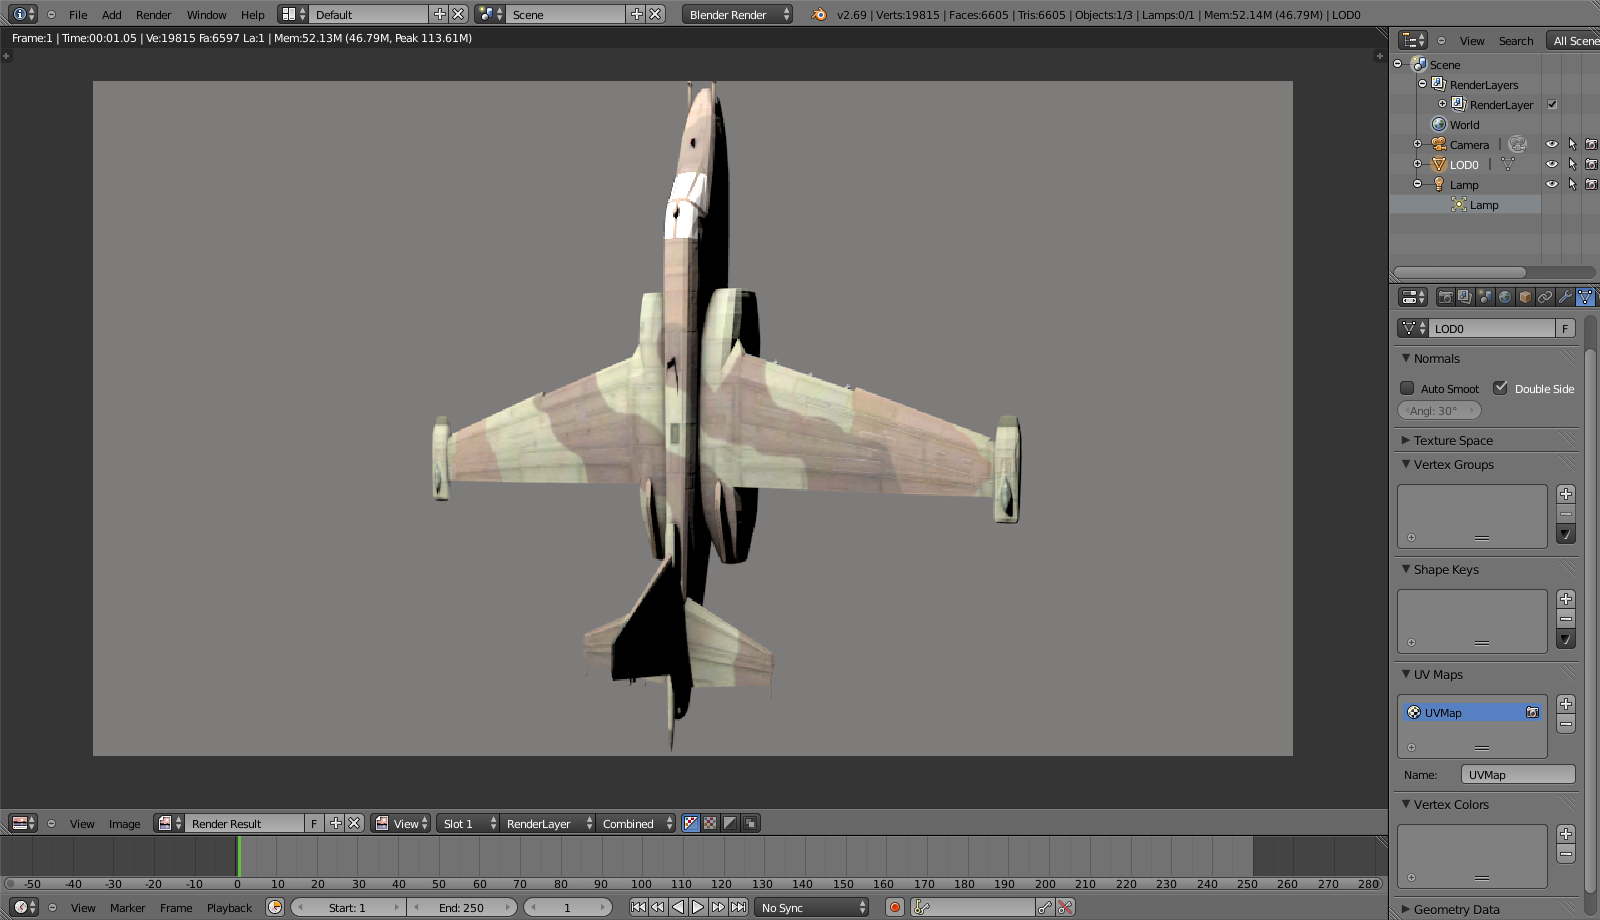 File Add Render Window Help Default Scene Blender Render v2.69 | Verts:19815 | Faces:6605 | Tris:6605 | Objects:1/3 | Lamps:0/1 | Mem:52.14M (46.79M) | LOD0
Frame:1 | Time:00:01.05 | Ve:19815 Fa:6597 La:1 | Mem:52.13M (46.79M, Peak 113.61M)
View Search All Scene
Scene
RenderLayers
RenderLayer
World
Camera
LOD0
Lamp
Lamp
LOD0 F
Normals
Auto Smoot Double Side
Angl: 30°
Texture Space
Vertex Groups
Shape Keys
UV Maps
UVMap
Name: UVMap
Vertex Colors
Geometry Data
View Image Render Result F View Slot 1 RenderLayer Combined
-50 -40 -30 -20 -10 0 10 20 30 40 50 60 70 80 90 100 110 120 130 140 150 160 170 180 190 200 210 220 230 240 250 260 270 280
View Marker Frame Playback Start: 1 End: 250 1 No Sync